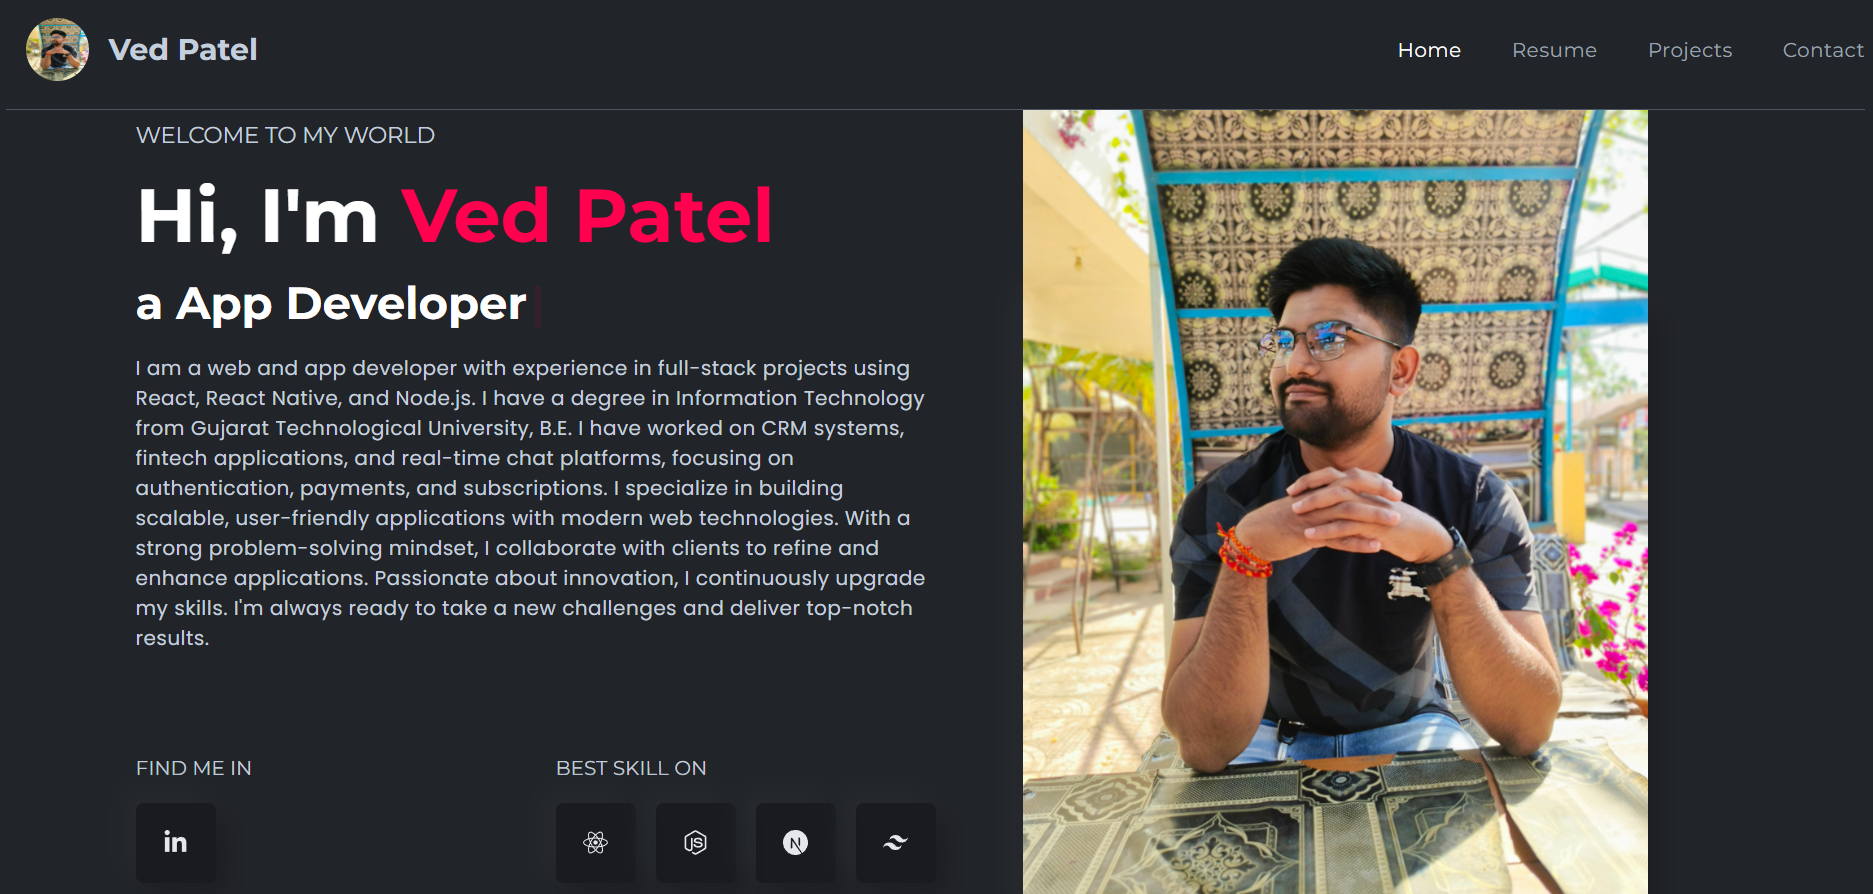 Ved Patel
Home
Resume
Projects
Contact
WELCOME TO MY WORLD
Hi, I'm Ved Patel
a App Developer
I am a web and app developer with experience in full-stack projects using
React, React Native, and Node.js. I have a degree in Information Technology
from Gujarat Technological University, B.E. I have worked on CRM systems,
fintech applications, and real-time chat platforms, focusing on
authentication, payments, and subscriptions. I specialize in building
scalable, user-friendly applications with modern web technologies. With a
strong problem-solving mindset, I collaborate with clients to refine and
enhance applications. Passionate about innovation, I continuously upgrade
my skills. I'm always ready to take a new challenges and deliver top-notch
results.
FIND ME IN
BEST SKILL ON
in
JS
N